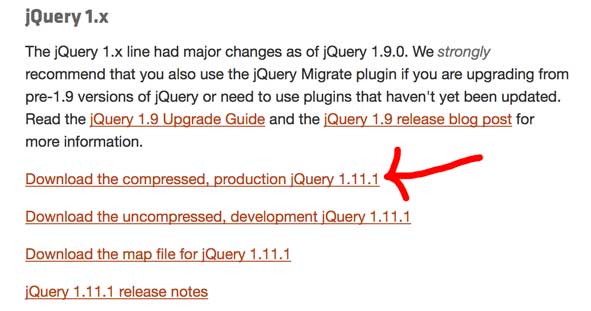 jQuery 1.x
The jQuery 1.x line had major changes as of jQuery 1.9.0. We strongly
recommend that you also use the jQuery Migrate plugin if you are upgrading from
pre-1.9 versions of jQuery or need to use plugins that haven't yet been updated.
Read the jQuery 1.9 Upgrade Guide and the jQuery 1.9 release blog post for
more information.
Download the compressed, production jQuery 1.11.1
Download the uncompressed, development jQuery 1.11.1
Download the map file for jQuery 1.11.1
jQuery 1.11.1 release notes